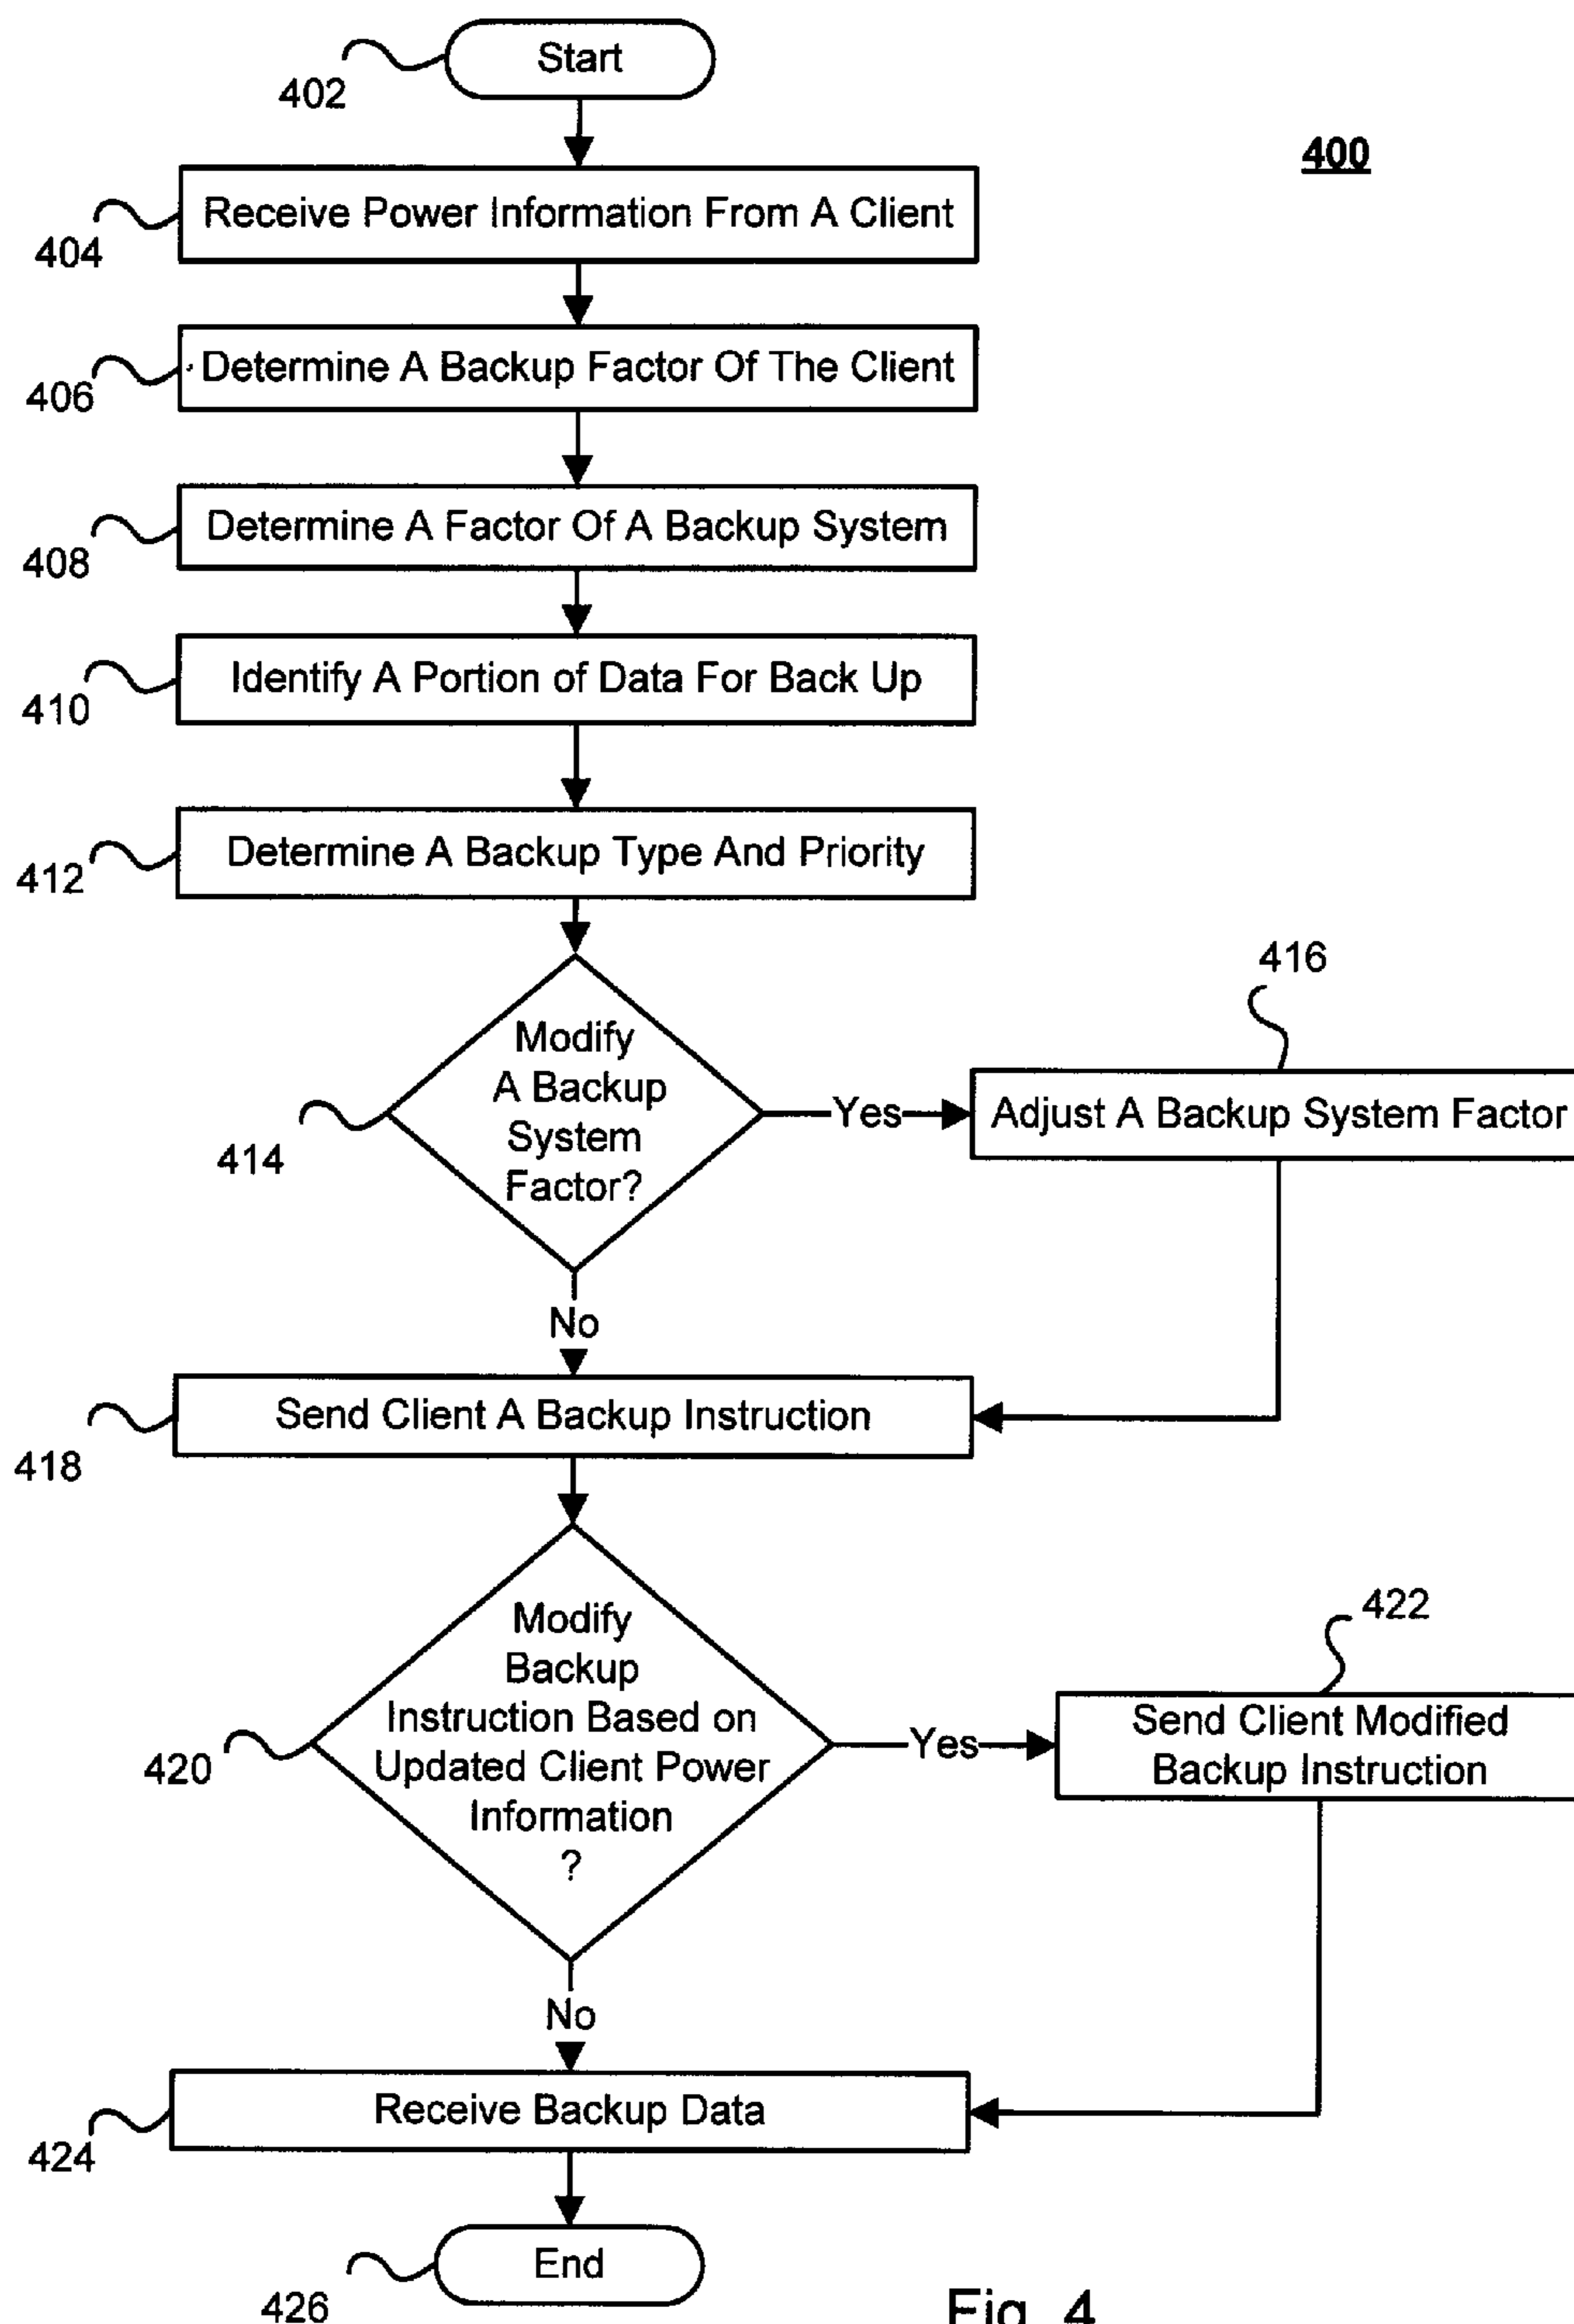 Start
402
400
Receive Power Information From A Client
404
Determine A Backup Factor Of The Client
406
Determine A Factor Of A Backup System
408
Identify A Portion of Data For Back Up
410
Determine A Backup Type And Priority
412
Modify
A Backup
System
Factor?
414
Yes
416
Adjust A Backup System Factor
No
Send Client A Backup Instruction
418
Modify
Backup
Instruction Based on
Updated Client Power
Information
?
420
Yes
422
Send Client Modified
Backup Instruction
No
Receive Backup Data
424
End
426
Fig. 4